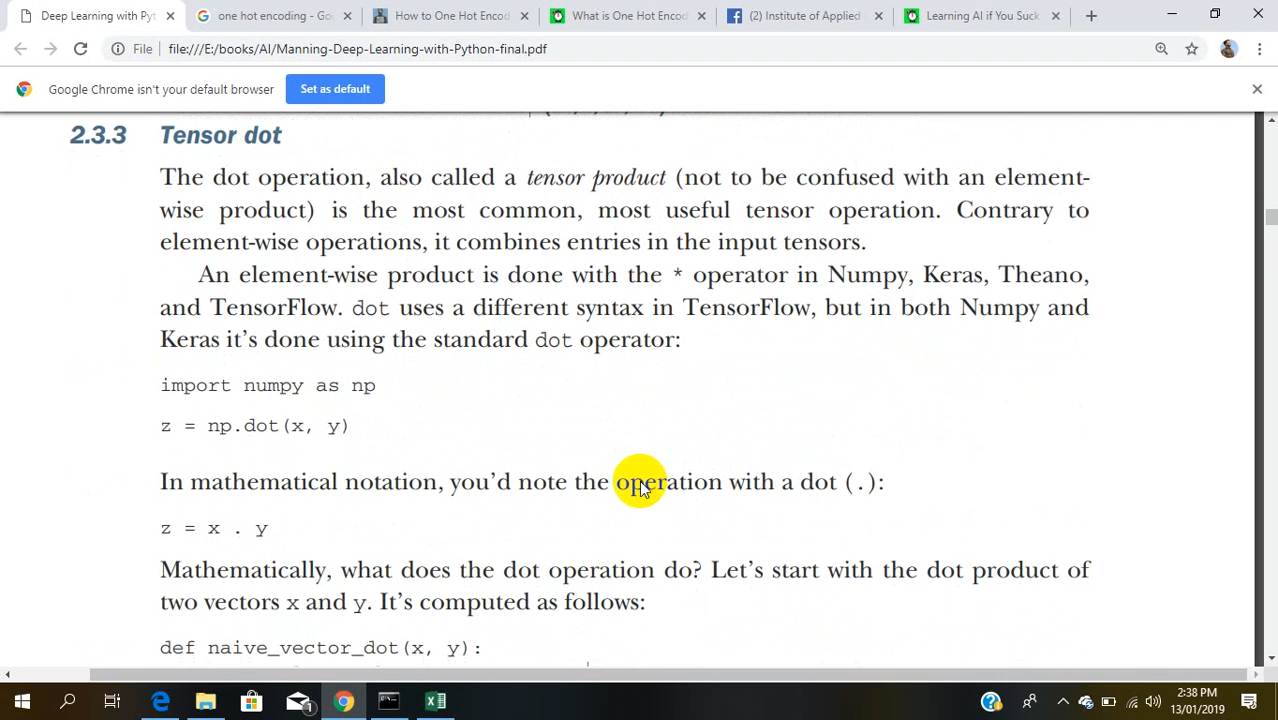 Deep Learning with Pyt
one hot encoding - Goo
How to One Hot Encod
What is One Hot Encod
(2) Institute of Applied
Learning AI if You Suck
File
file:///E:/books/AI/Manning-Deep-Learning-with-Python-final.pdf
Google Chrome isn't your default browser
Set as default
2.3.3 Tensor dot
The dot operation, also called a tensor product (not to be confused with an element-
wise product) is the most common, most useful tensor operation. Contrary to
element-wise operations, it combines entries in the input tensors.
An element-wise product is done with the * operator in Numpy, Keras, Theano,
and TensorFlow. dot uses a different syntax in TensorFlow, but in both Numpy and
Keras it's done using the standard dot operator:
import numpy as np
z = np.dot(x, y)
In mathematical notation, you'd note the operation with a dot (.):
z = x . y
Mathematically, what does the dot operation do? Let's start with the dot product of
two vectors x and y. It's computed as follows:
def naive_vector_dot(x, y):
2:38 PM
13/01/2019